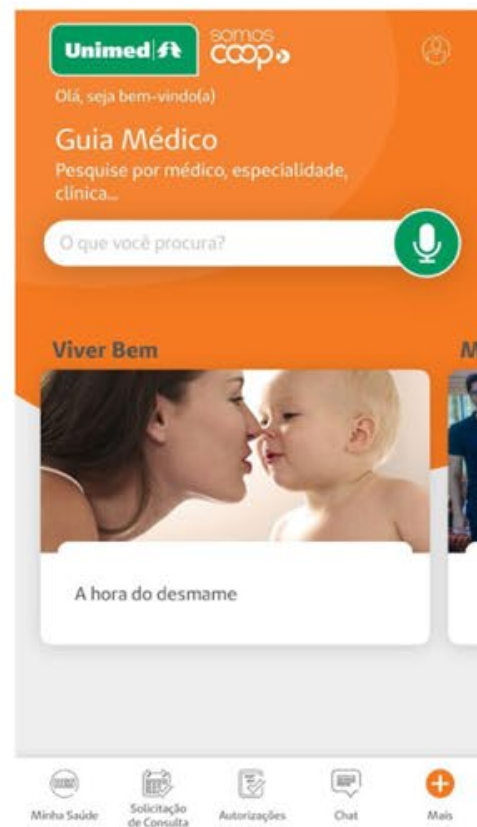 Unimed
somos
coop
Olá, seja bem-vindo(a)
Guia Médico
Pesquise por médico, especialidade,
clínica...
O que você procura?
Viver Bem
M
A hora do desmame
Minha Saúde
Solicitação
de Consulta
Autorizações
Chat
Mais